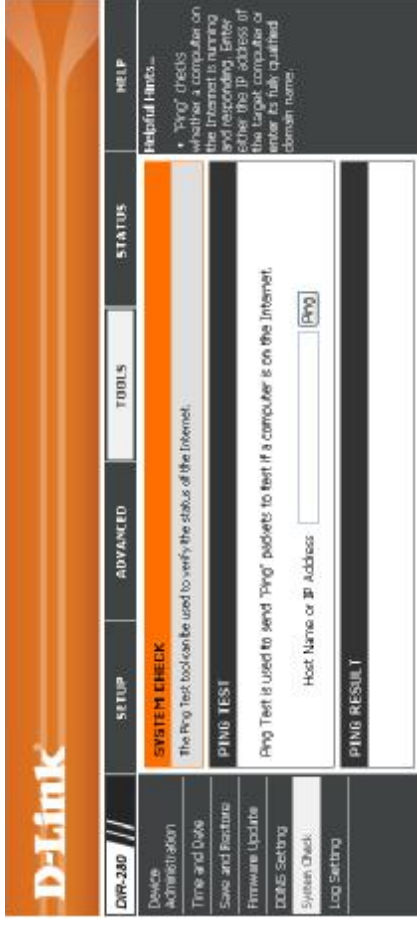 D-Link
DIR-280
SETUP
ADVANCED
TOOLS
STATUS
HELP
Device
Administration
Time and Date
Save and Restore
Firmware Update
DDNS Setting
System Check
Log Setting
SYSTEM CHECK
The Ping Test tool can be used to verify the status of the Internet.
PING TEST
Ping Test is used to send "Ping" packets to test if a computer is on the Internet.
Host Name or IP Address
Ping
PING RESULT
Helpful Hints...
• "Ping" checks
whether a computer on
the Internet is running
and responding. Enter
either the IP address of
the target computer or
enter its fully qualified
domain name.